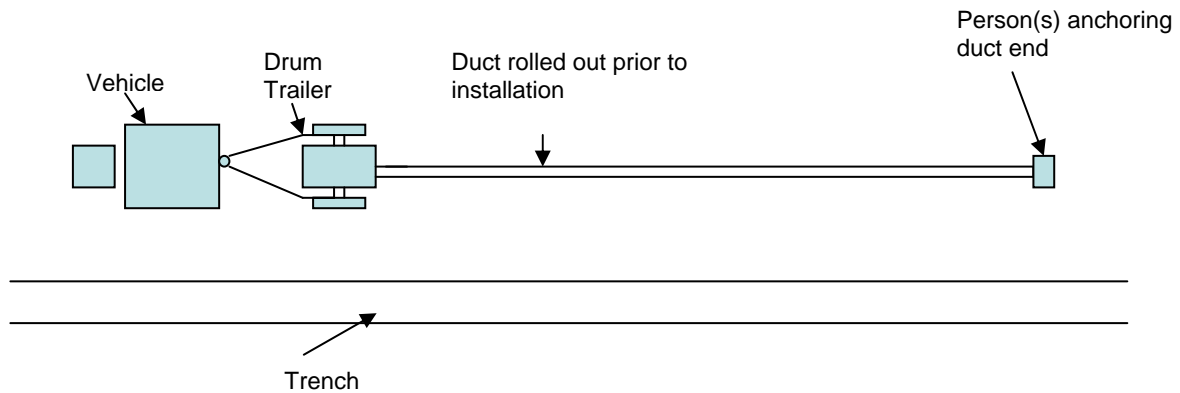 Person(s) anchoring
duct end
Drum
Trailer
Duct rolled out prior to
installation
Vehicle
Trench